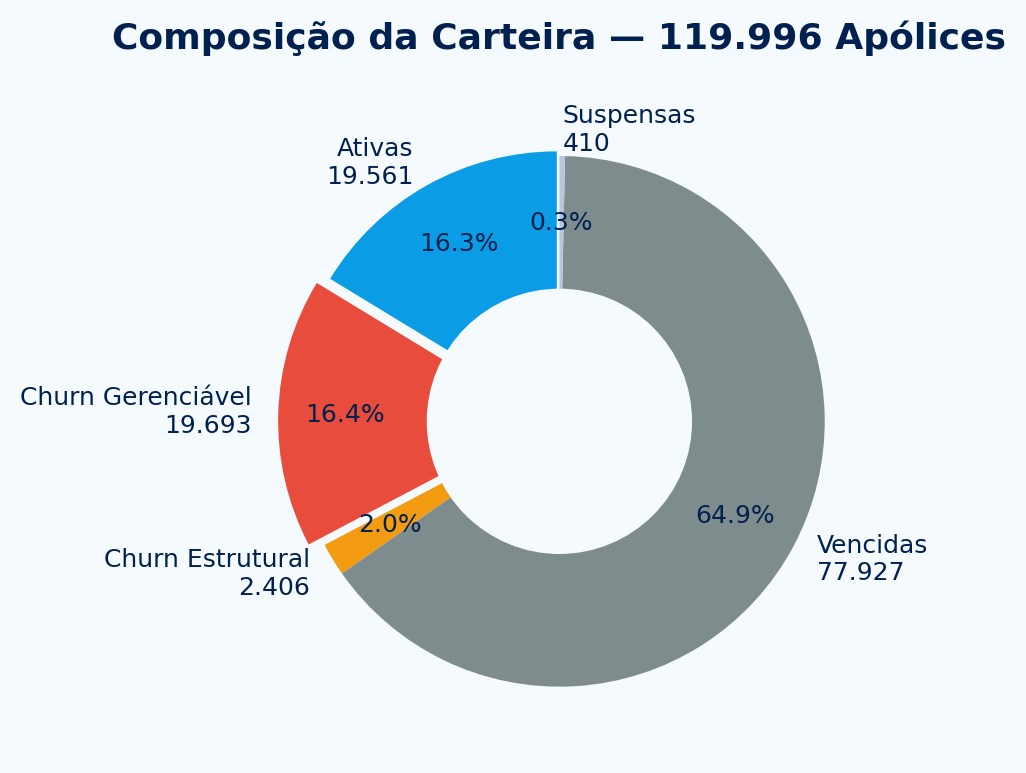 Composição da Carteira — 119.996 Apólices
Suspensas
410
Ativas
19.561
0.3%
16.3%
Churn Gerenciável
19.693
16.4%
64.9%
2.0%
Vencidas
77.927
Churn Estrutural
2.406